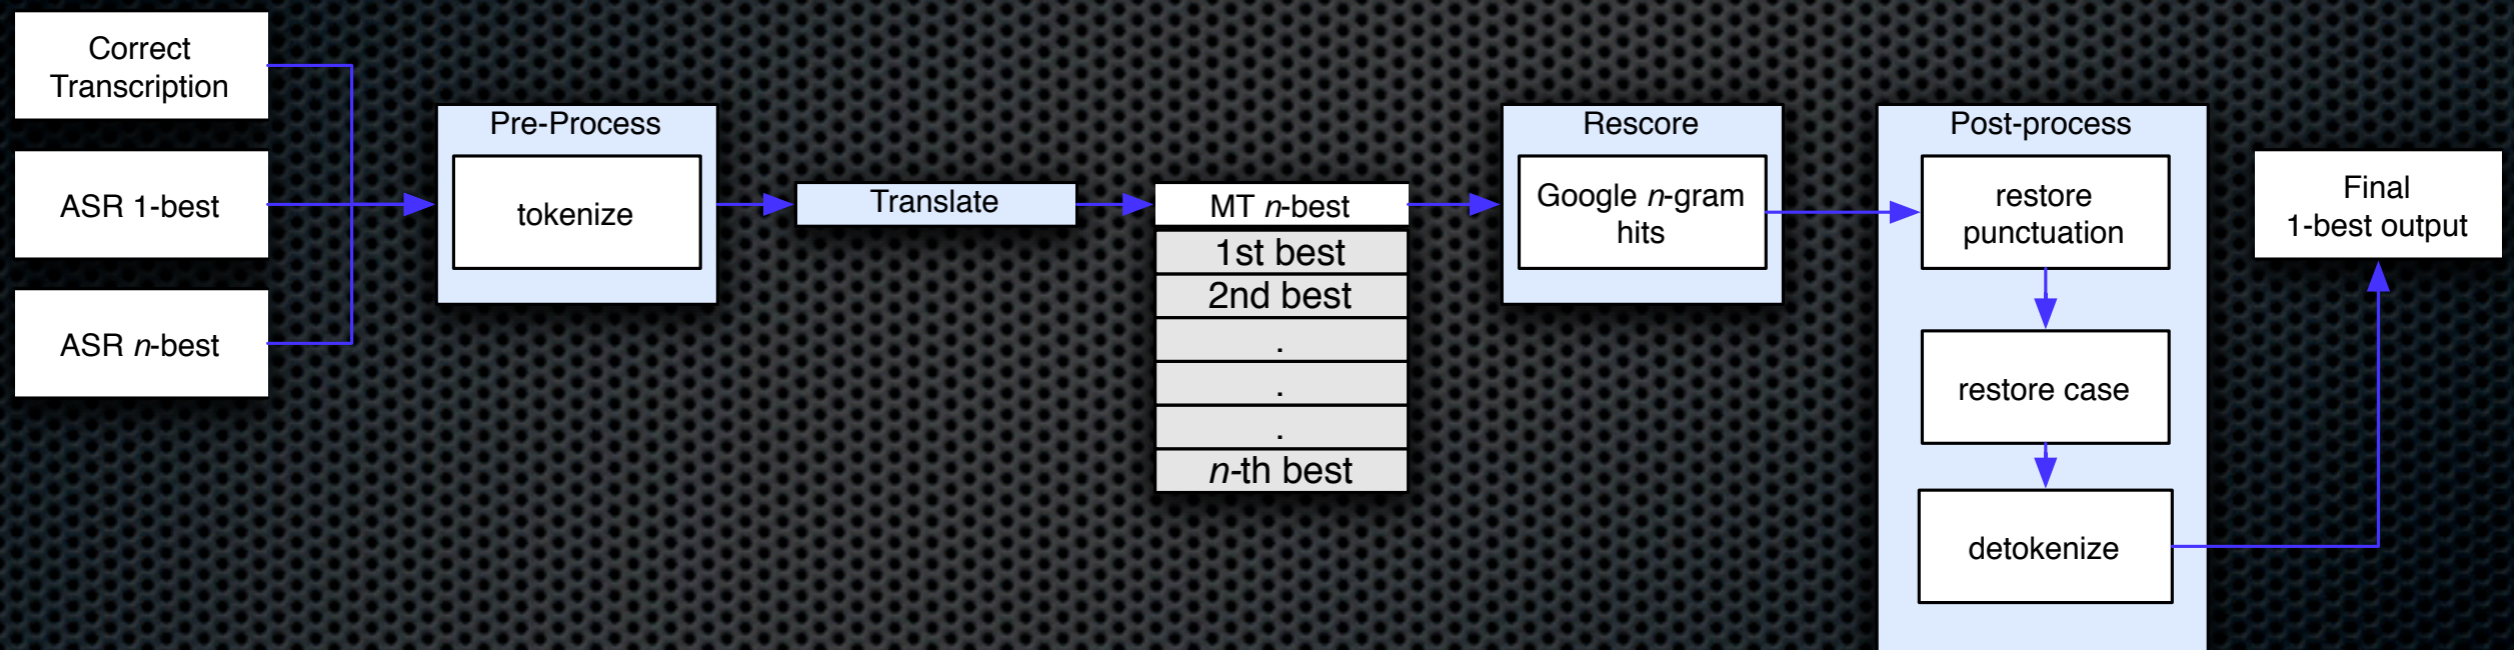 Correct
Transcription
ASR 1-best
ASR n-best
Pre-Process
tokenize
Translate
MT n-best
1st best
2nd best
.
.
.
n-th best
Rescore
Google n-gram
hits
Post-process
restore
punctuation
restore case
detokenize
Final
1-best output